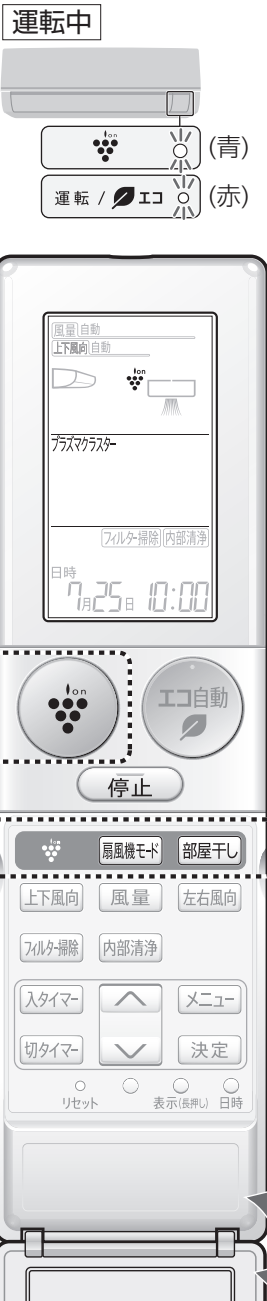 運転中
ion
(青)
運転 / エコ
(赤)
風量 自動
上下風向 自動
ion
プラズマクラスター
フィルター掃除 内部清浄
日時
7月25日 10:00
ion
エコ自動
停止
ion 扇風機モード 部屋干し
上下風向 風量 左右風向
フィルター掃除 内部清浄
入タイマー メニュー
切タイマー 決定
リセット 表示(長押し) 日時